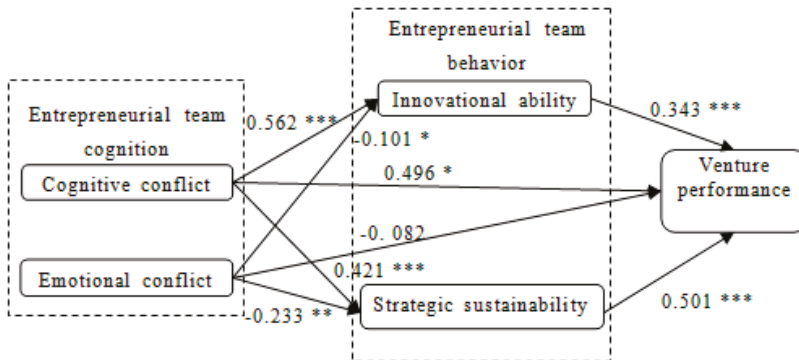 Entrepreneurial team
behavior
Innovational ability
Entrepreneurial team
cognition
0.562 ***
0.343 ***
-0.101 *
Cognitive conflict
0.496 *
Venture
performance
-0. 082
Emotional conflict
0.421 ***
-0.233 **
Strategic sustainability
0.501 ***